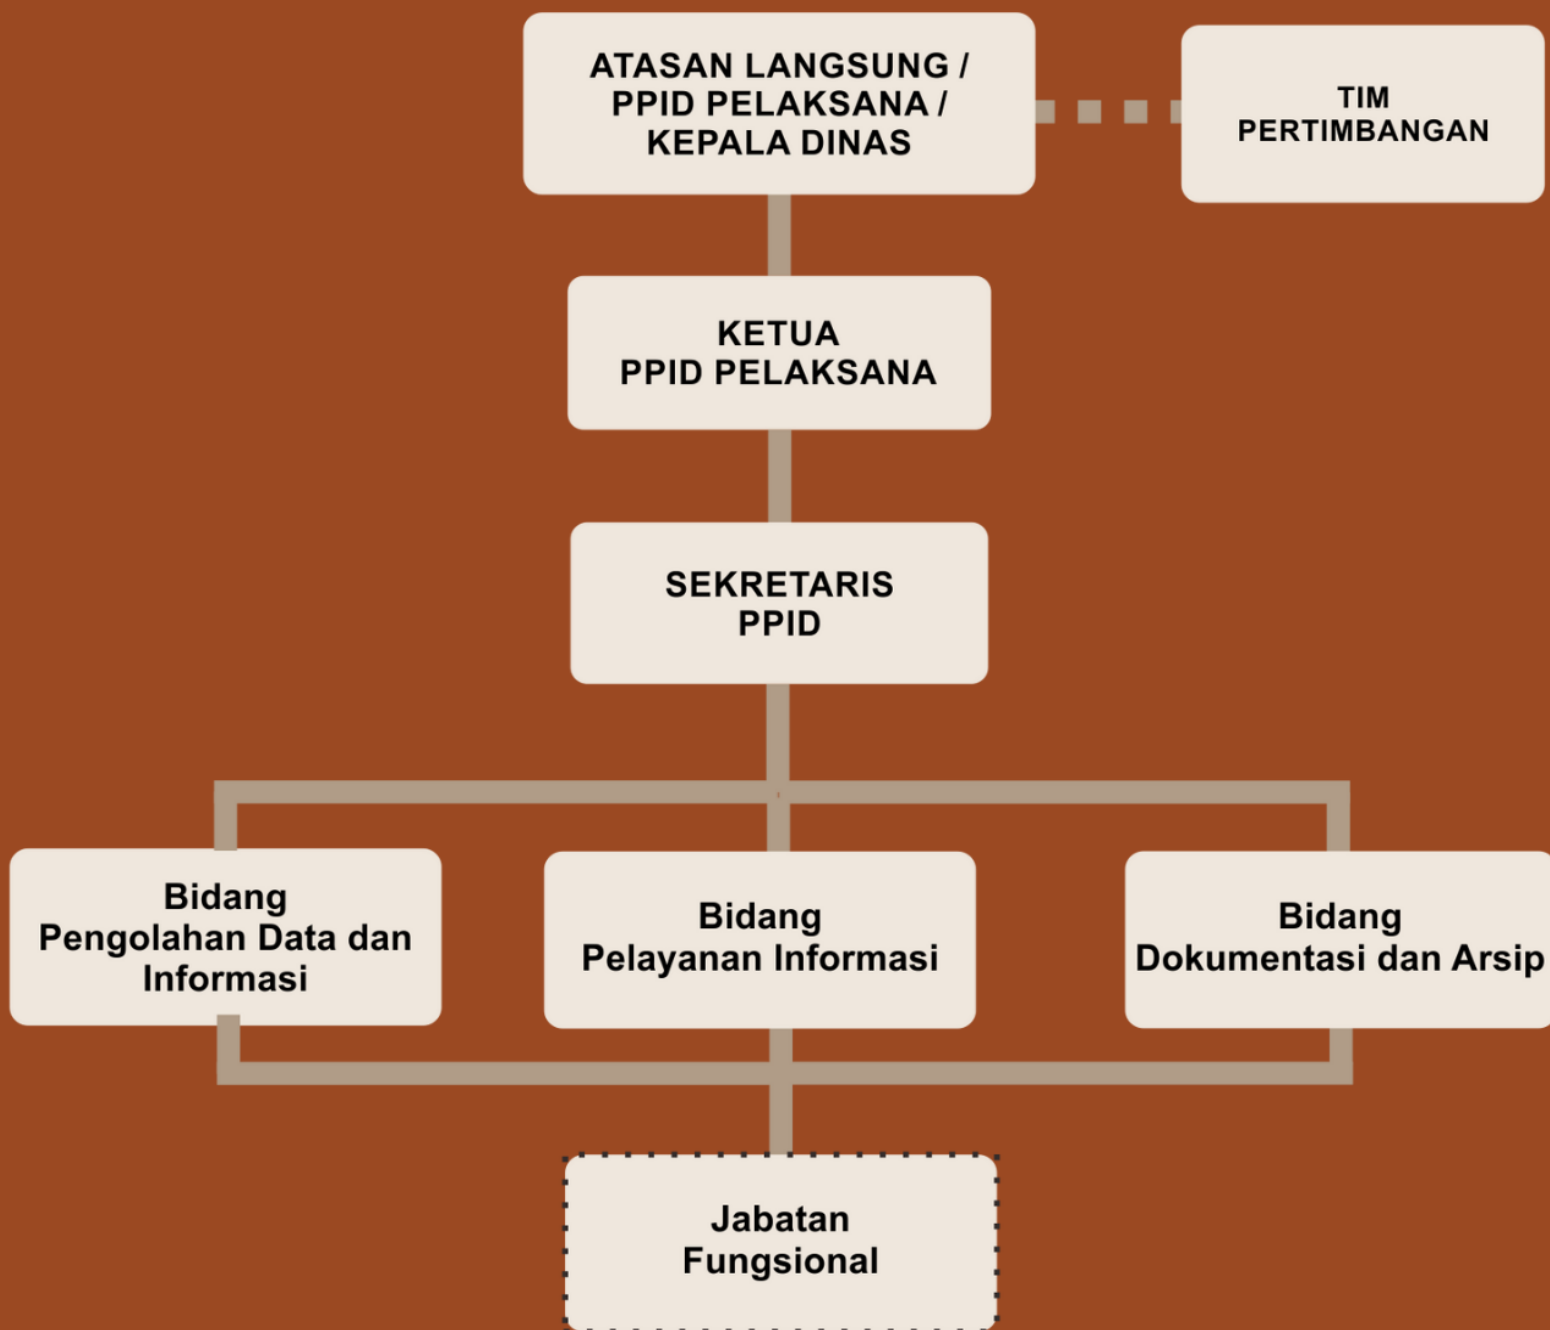 ATASAN LANGSUNG /
PPID PELAKSANA /
KEPALA DINAS
TIM
PERTIMBANGAN
KETUA
PPID PELAKSANA
SEKRETARIS
PPID
Bidang
Pengolahan Data dan
Informasi
Bidang
Pelayanan Informasi
Bidang
Dokumentasi dan Arsip
Jabatan
Fungsional